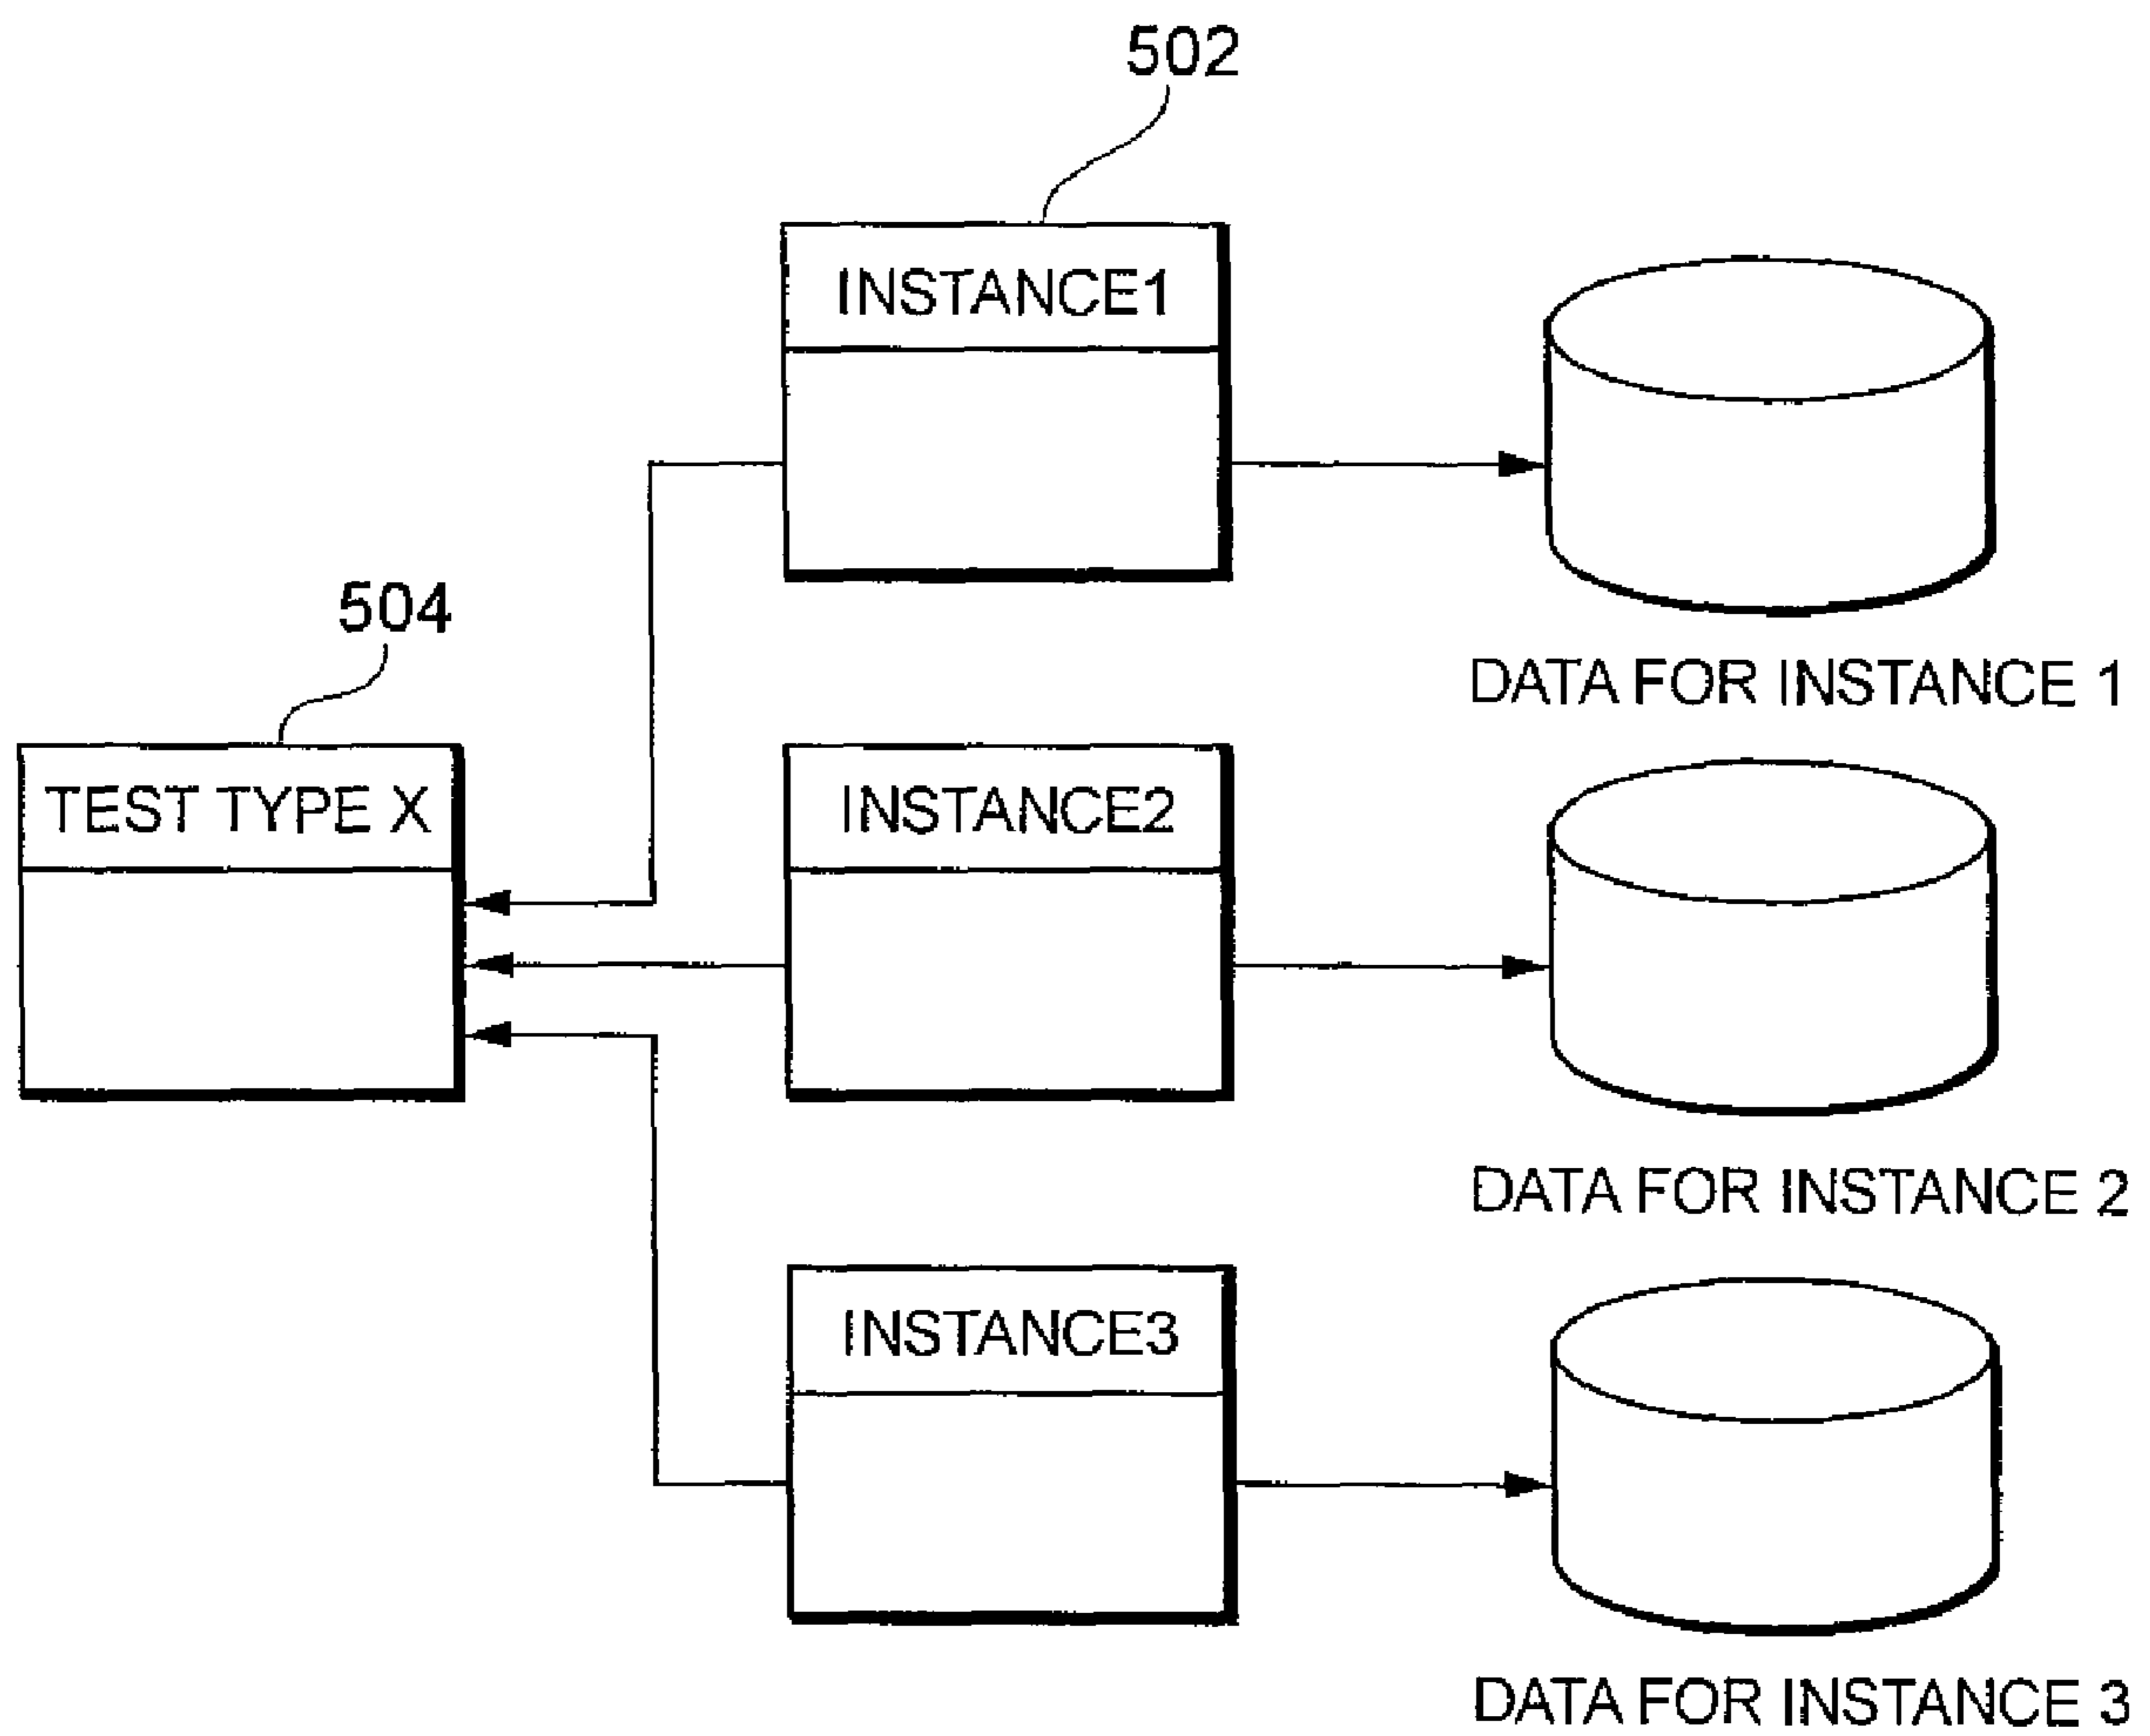 502
INSTANCE1
DATA FOR INSTANCE 1
504
TEST TYPE X
INSTANCE2
DATA FOR INSTANCE 2
INSTANCE3
DATA FOR INSTANCE 3